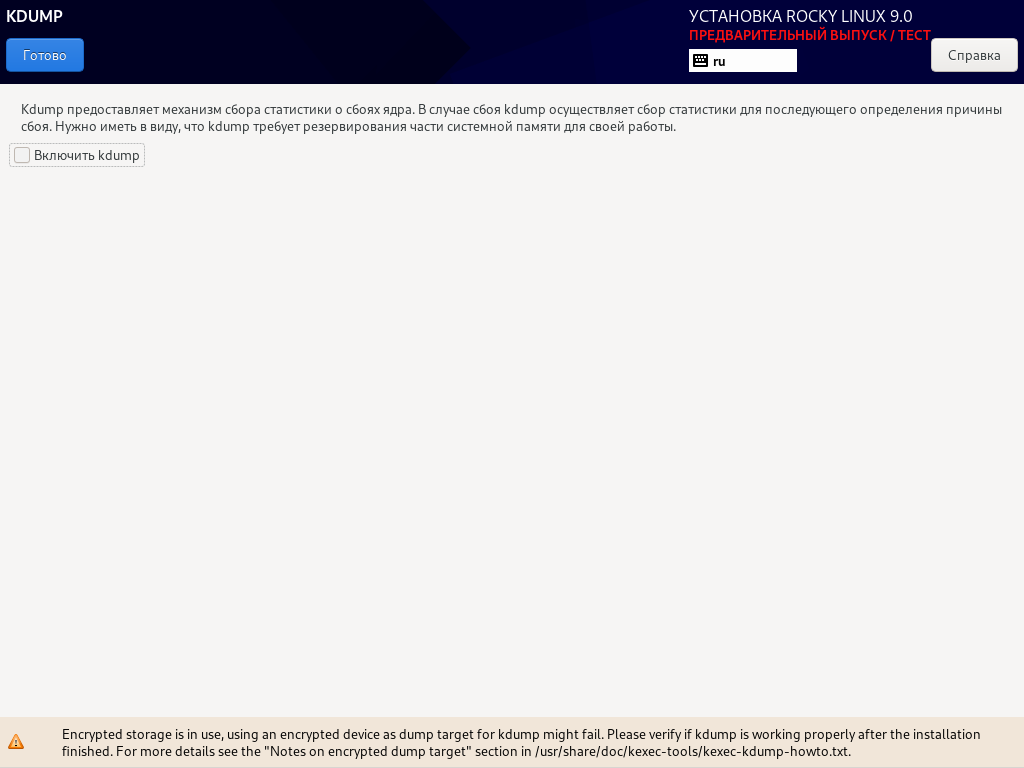 KDUMP
Готово
УСТАНОВКА ROCKY LINUX 9.0
ПРЕДВАРИТЕЛЬНЫЙ ВЫПУСК / ТЕСТ
ru
Справка
Kdump предоставляет механизм сбора статистики о сбоях ядра. В случае сбоя kdump осуществляет сбор статистики для последующего определения причины
сбоя. Нужно иметь в виду, что kdump требует резервирования части системной памяти для своей работы.
Включить kdump
Encrypted storage is in use, using an encrypted device as dump target for kdump might fail. Please verify if kdump is working properly after the installation
finished. For more details see the "Notes on encrypted dump target" section in /usr/share/doc/kexec-tools/kexec-kdump-howto.txt.